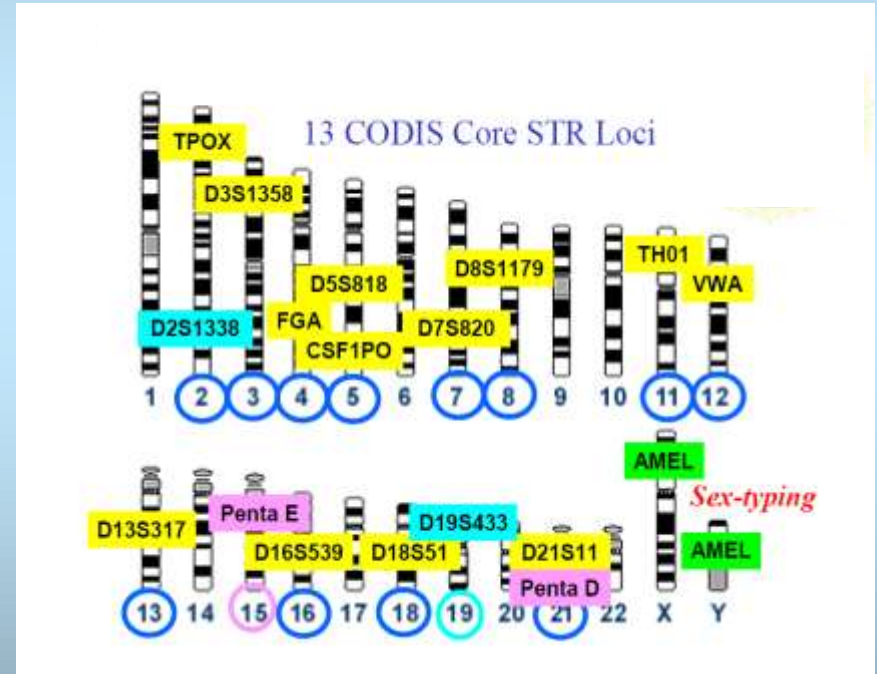 13 CODIS Core STR Loci
TPOX
D3S1358
D8S1179
TH01
D5S818
VWA
D2S1338
FGA
D7S820
CSF1PO
1 2 3 4 5 6 7 8 9 10 11 12
AMEL
Sex-typing
Penta E
D19S433
D13S317
D16S539
D18S51
D21S11
AMEL
Penta D
13 14 15 16 17 18 19 20 21 22 X Y